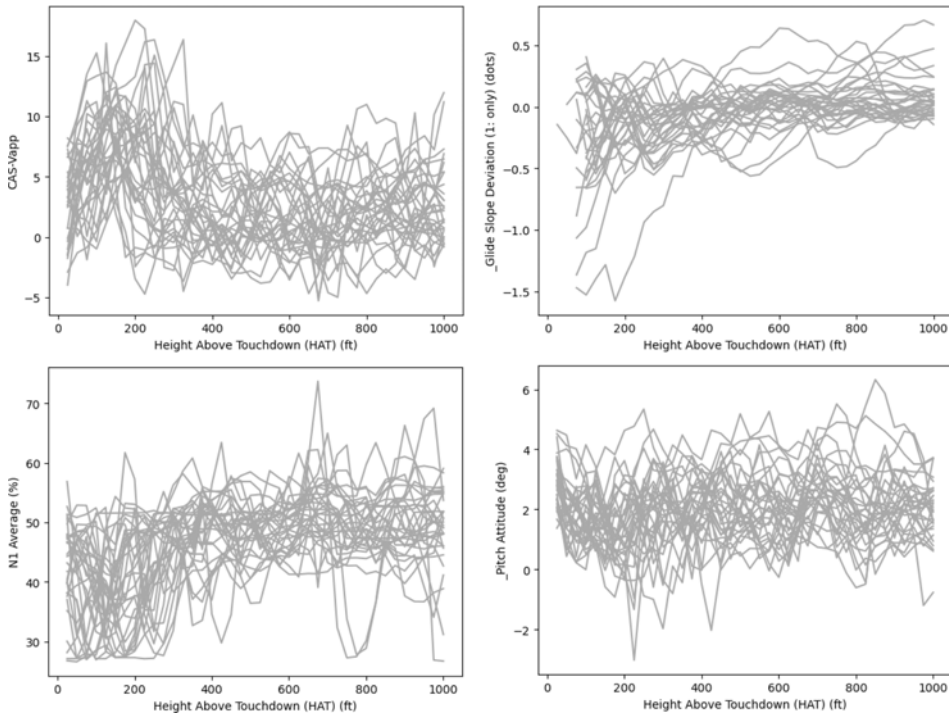 CAS-Vapp
15
10
5
0
−5
0 200 400 600 800 1000
Height Above Touchdown (HAT) (ft)
_Glide Slope Deviation (1: only) (dots)
0.5
0.0
−0.5
−1.0
−1.5
0 200 400 600 800 1000
Height Above Touchdown (HAT) (ft)
N1 Average (%)
70
60
50
40
30
0 200 400 600 800 1000
Height Above Touchdown (HAT) (ft)
_Pitch Attitude (deg)
6
4
2
0
−2
0 200 400 600 800 1000
Height Above Touchdown (HAT) (ft)